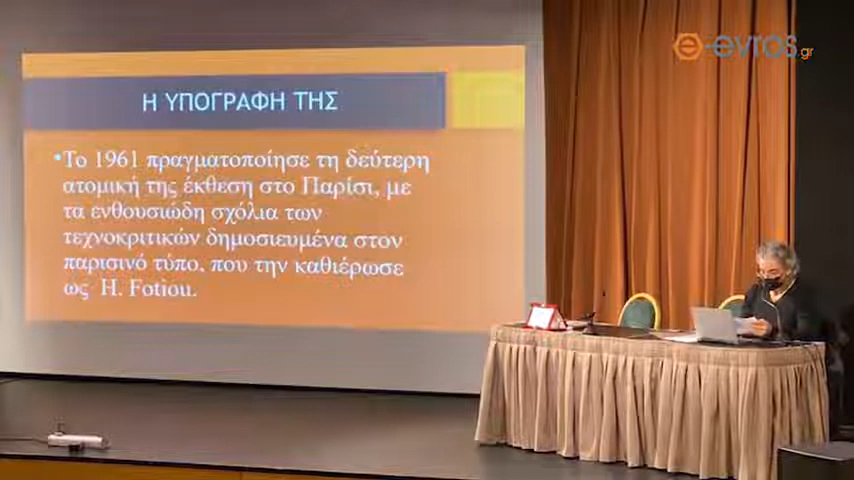 e-evros.gr
Η ΥΠΟΓΡΑΦΗ ΤΗΣ
•Το 1961 πραγματοποίησε τη δεύτερη
ατομική της έκθεση στο Παρίσι, με
τα ενθουσιώδη σχόλια των
τεχνοκριτικών δημοσιευμένα στον
παρισινό τύπο, που την καθιέρωσε
ως H. Fotiou.